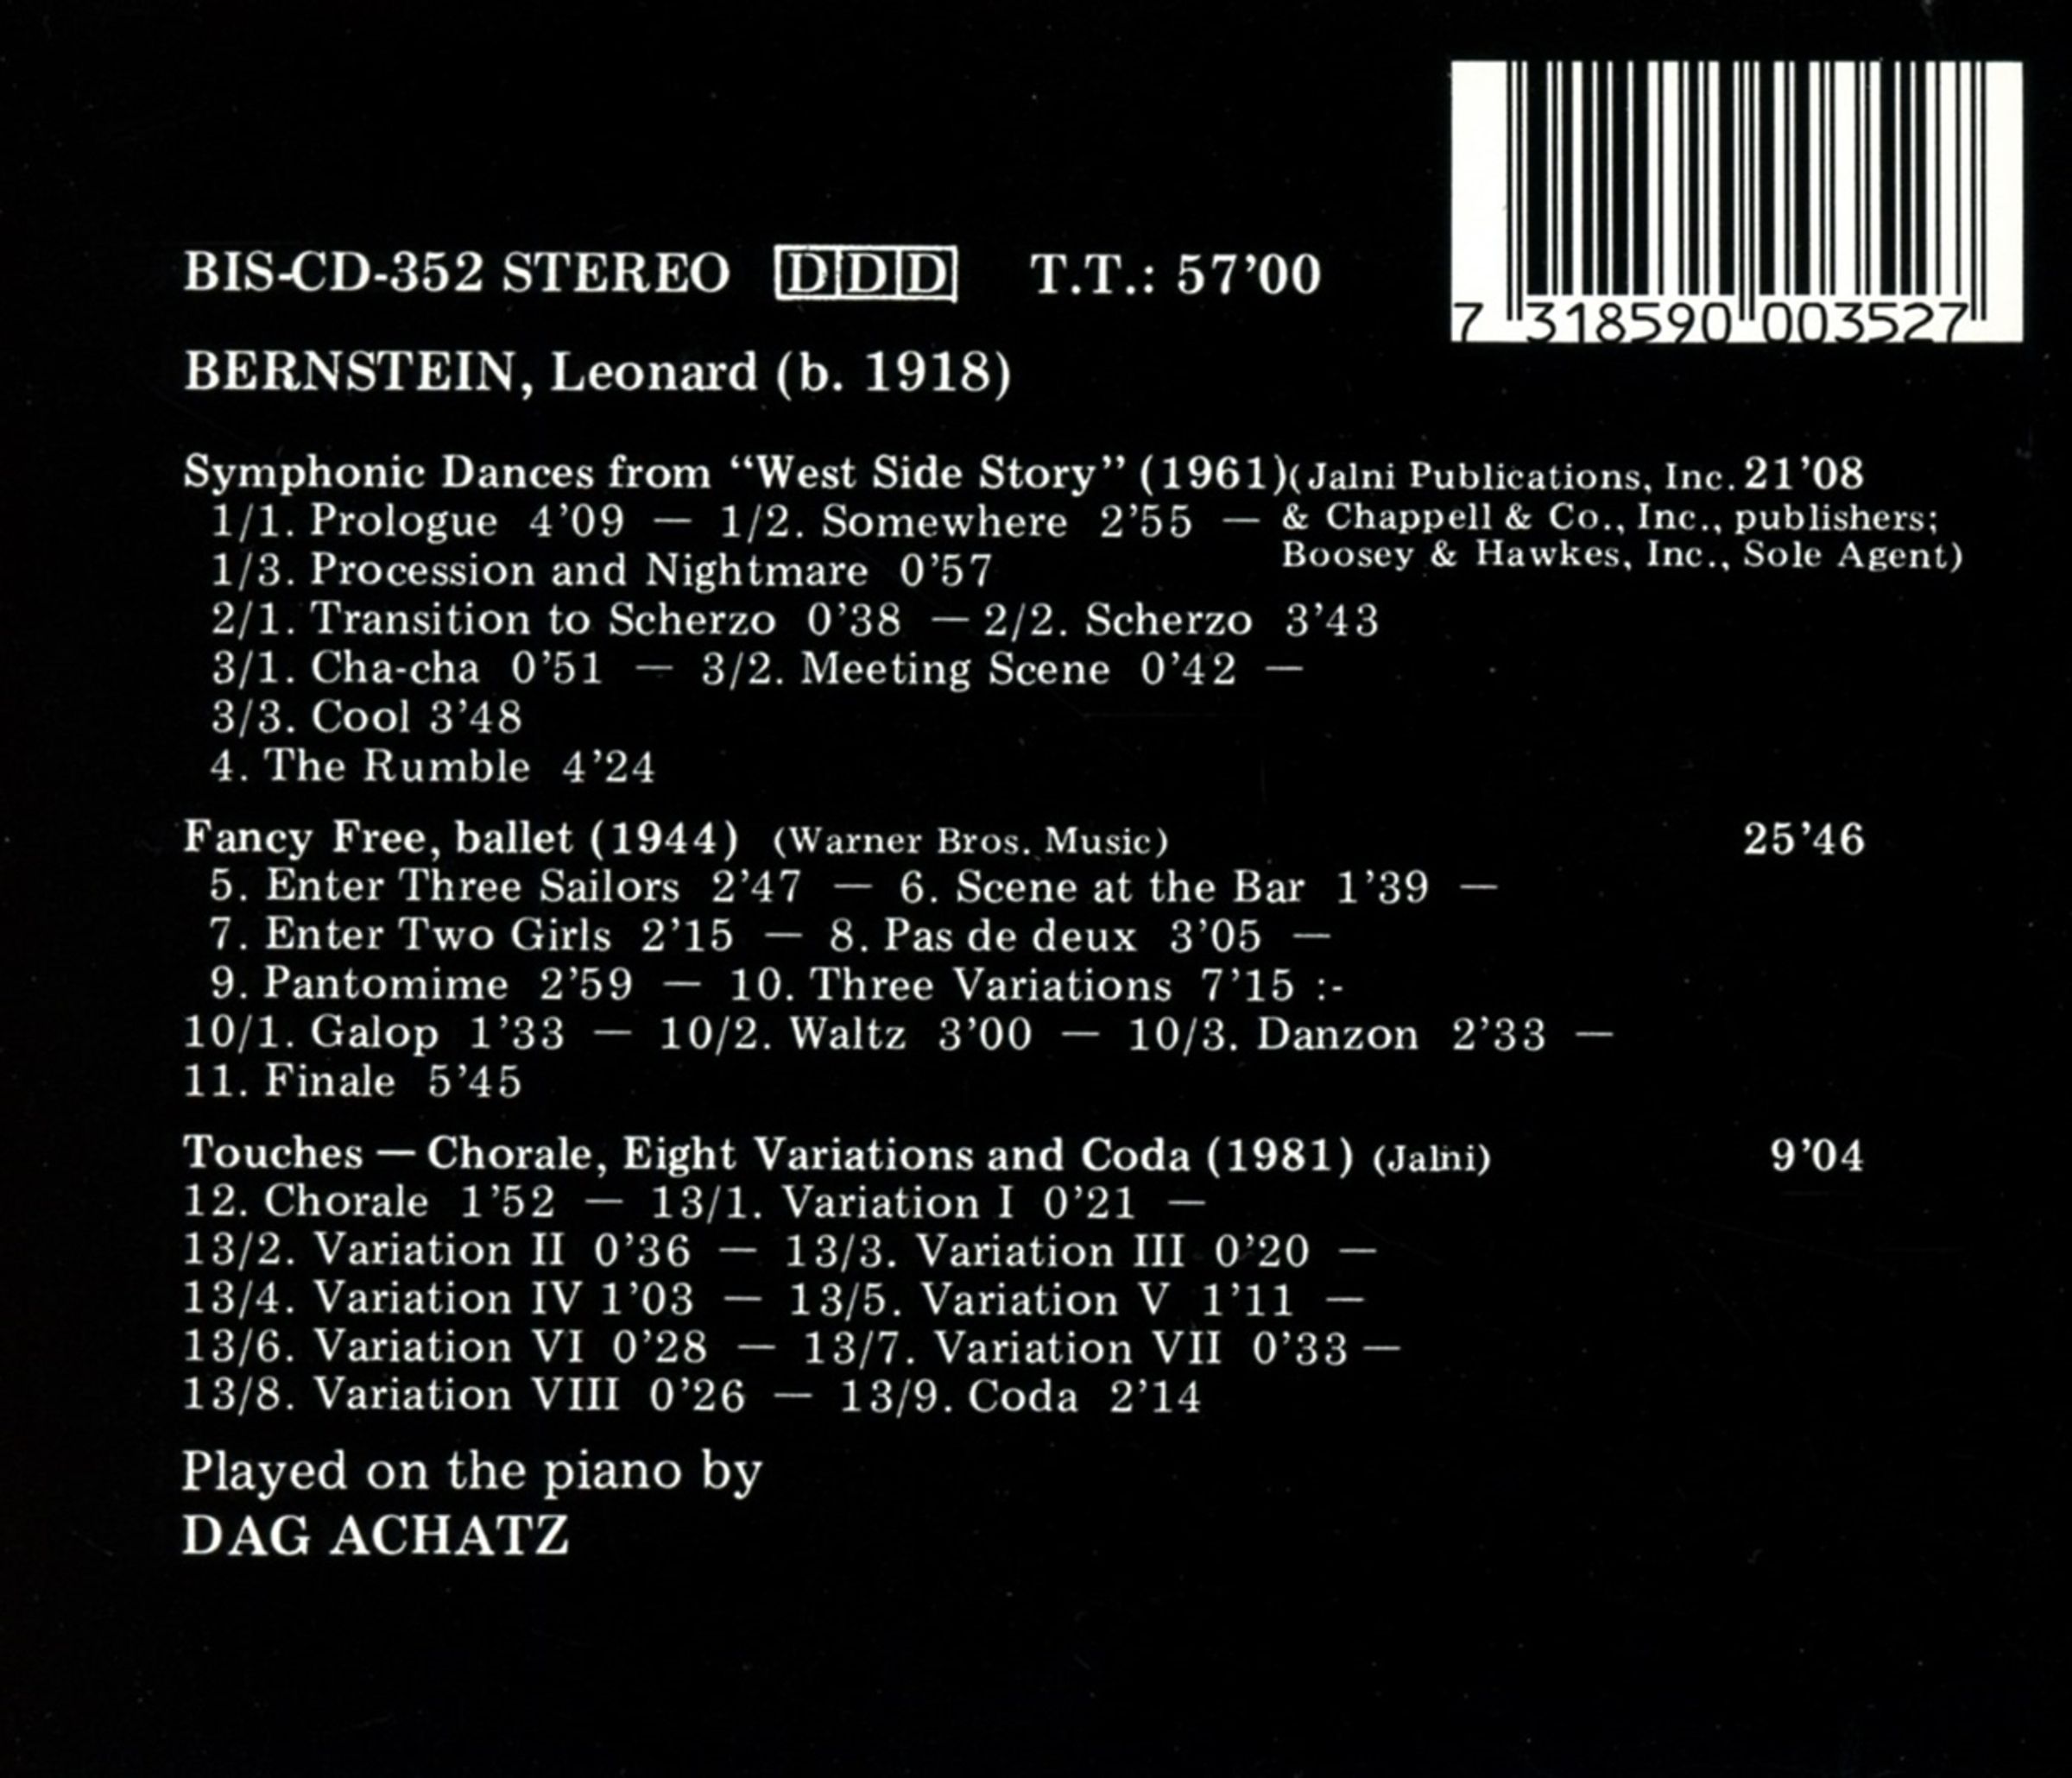 BIS-CD-352 STEREO DDD T.T.: 57’00
7 318590 003527
BERNSTEIN, Leonard (b. 1918)
Symphonic Dances from “West Side Story” (1961)(Jalni Publications, Inc. 21’08
1/1. Prologue 4’09 — 1/2. Somewhere 2’55 — & Chappell & Co., Inc., publishers;
1/3. Procession and Nightmare 0’57 Boosey & Hawkes, Inc., Sole Agent)
2/1. Transition to Scherzo 0’38 — 2/2. Scherzo 3’43
3/1. Cha-cha 0’51 — 3/2. Meeting Scene 0’42 —
3/3. Cool 3’48
4. The Rumble 4’24
Fancy Free, ballet (1944) (Warner Bros. Music) 25’46
5. Enter Three Sailors 2’47 — 6. Scene at the Bar 1’39 —
7. Enter Two Girls 2’15 — 8. Pas de deux 3’05 —
9. Pantomime 2’59 — 10. Three Variations 7’15 :-
10/1. Galop 1’33 — 10/2. Waltz 3’00 — 10/3. Danzon 2’33 —
11. Finale 5’45
Touches — Chorale, Eight Variations and Coda (1981) (Jalni) 9’04
12. Chorale 1’52 — 13/1. Variation I 0’21 —
13/2. Variation II 0’36 — 13/3. Variation III 0’20 —
13/4. Variation IV 1’03 — 13/5. Variation V 1’11 —
13/6. Variation VI 0’28 — 13/7. Variation VII 0’33 —
13/8. Variation VIII 0’26 — 13/9. Coda 2’14
Played on the piano by
DAG ACHATZ